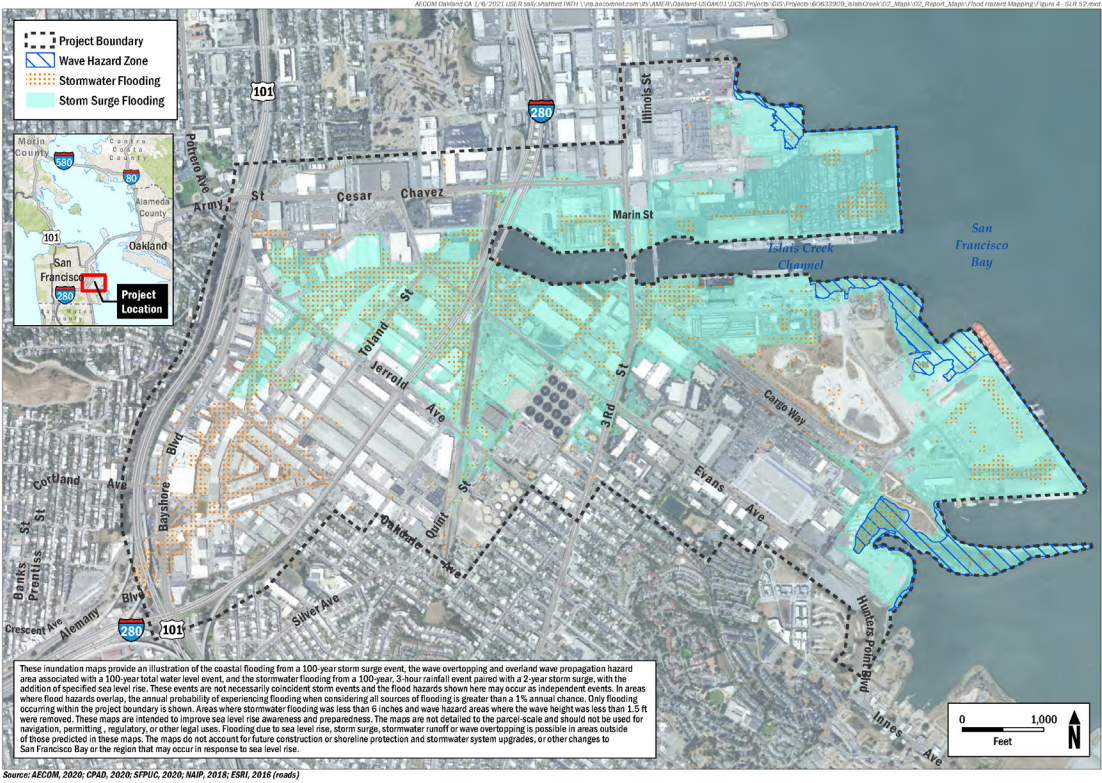 AECOM Oakland CA 1/6/2021 USER sally.shatford PATH \\na.aecomnet.com\lfs\AMER\Oakland-USOAK01\DCS\Projects\GIS\Projects\60633909_IslaisCreek\02_Maps\02_Report_Maps\Flood Hazard Mapping\Figure 4 - SLR 52.mxd
Project Boundary
Wave Hazard Zone
Stormwater Flooding
Storm Surge Flooding
101
280
Illinois St
Marin
County
Contra
Costa
County
580
80
Alameda
County
101
Oakland
San
Francisco
280
Project
Location
Potrero Ave
Army
St
Cesar
Chavez
Marin St
Islais Creek
Channel
San
Francisco
Bay
Toland
St
Jerrold
Ave
3Rd
St
Cargo Way
Evans
Ave
Cortland
Ave
Bayshore
Blvd
Quint
St
Oakdale
Ave
Banks
St
Prentiss
St
Silver Ave
Crescent Ave
Alemany
Blvd
280
101
Hunters Point Blvd
Innes
Ave
These inundation maps provide an illustration of the coastal flooding from a 100-year storm surge event, the wave overtopping and overland wave propagation hazard
area associated with a 100-year total water level event, and the stormwater flooding from a 100-year, 3-hour rainfall event paired with a 2-year storm surge, with the
addition of specified sea level rise. These events are not necessarily coincident storm events and the flood hazards shown here may occur as independent events. In areas
where flood hazards overlap, the annual probability of experiencing flooding when considering all sources of flooding is greater than a 1% annual chance. Only flooding
occurring within the project boundary is shown. Areas where stormwater flooding was less than 6 inches and wave hazard areas where the wave height was less than 1.5 ft
were removed. These maps are intended to improve sea level rise awareness and preparedness. The maps are not detailed to the parcel-scale and should not be used for
navigation, permitting , regulatory, or other legal uses. Flooding due to sea level rise, storm surge, stormwater runoff or wave overtopping is possible in areas outside
of those predicted in these maps. The maps do not account for future construction or shoreline protection and stormwater system upgrades, or other changes to
San Francisco Bay or the region that may occur in response to sea level rise.
0
1,000
Feet
N
Source: AECOM, 2020; CPAD, 2020; SFPUC, 2020; NAIP, 2018; ESRI, 2016 (roads)